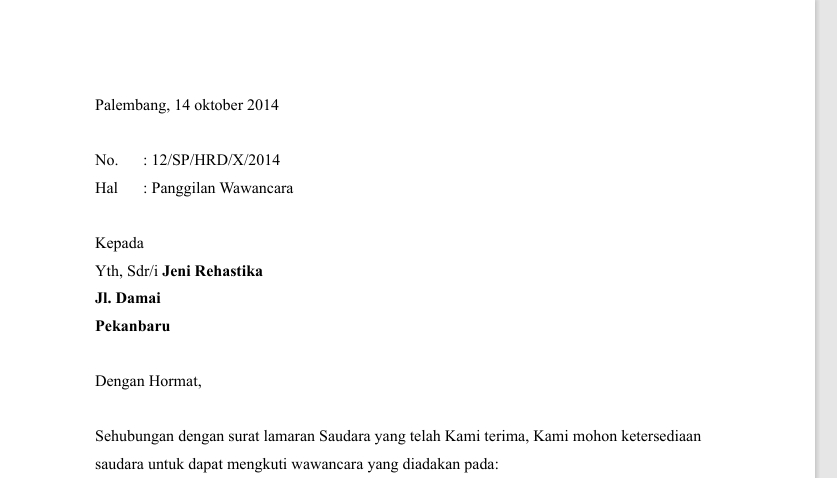 Palembang, 14 oktober 2014
No. : 12/SP/HRD/X/2014
Hal : Panggilan Wawancara
Kepada
Yth, Sdr/i Jeni Rehastika
Jl. Damai
Pekanbaru
Dengan Hormat,
Sehubungan dengan surat lamaran Saudara yang telah Kami terima, Kami mohon ketersediaan
saudara untuk dapat mengkuti wawancara yang diadakan pada: